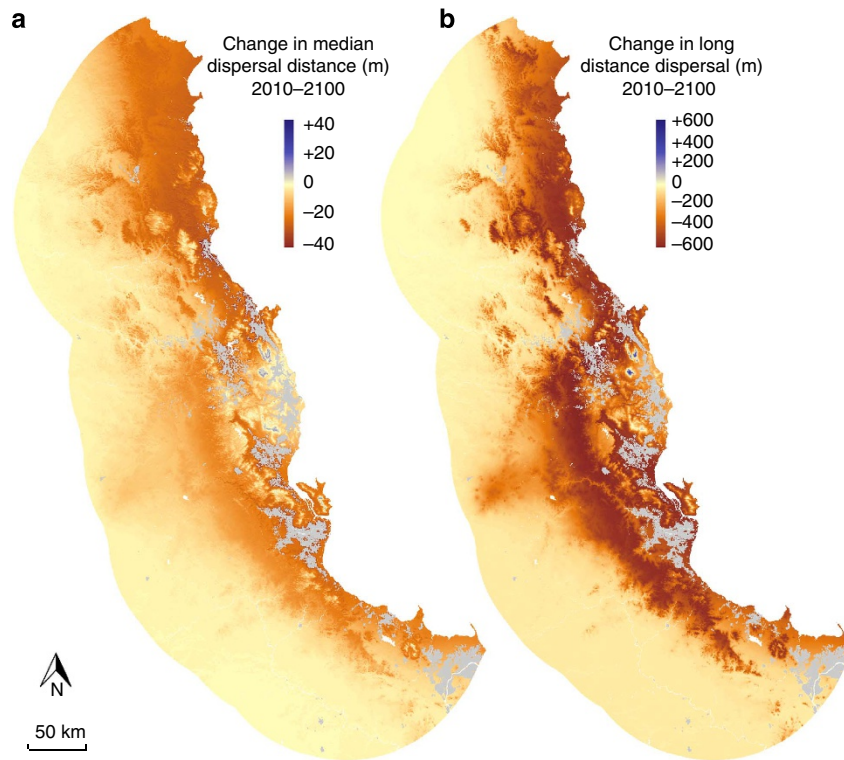 a
Change in median
dispersal distance (m)
2010–2100
+40
+20
0
–20
–40
b
Change in long
distance dispersal (m)
2010–2100
+600
+400
+200
0
–200
–400
–600
N
50 km